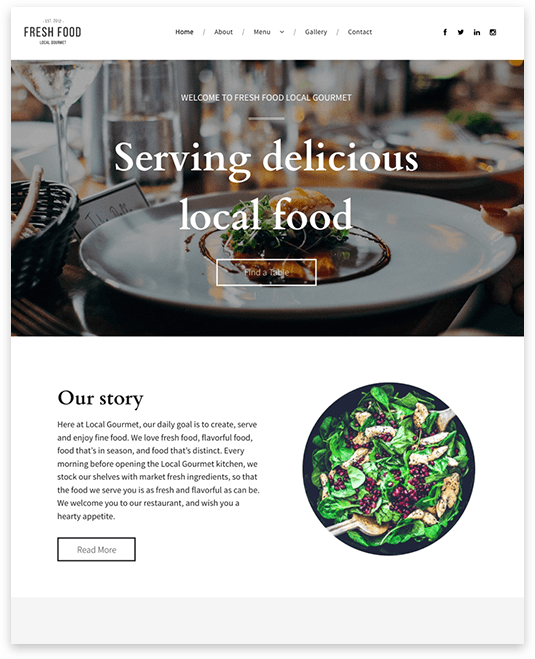 FRESH FOOD
LOCAL GOURMET
Home / About / Menu / Gallery / Contact
WELCOME TO FRESH FOOD LOCAL GOURMET
Serving delicious
local food
Find a Table
Our story
Here at Local Gourmet, our daily goal is to create, serve
and enjoy fine food. We love fresh food, flavorful food,
food that's in season, and food that's distinct. Every
morning before opening the Local Gourmet kitchen, we
stock our shelves with market fresh ingredients, so that
the food we serve you is as fresh and flavorful as can be.
We welcome you to our restaurant, and wish you a
hearty appetite.
Read More